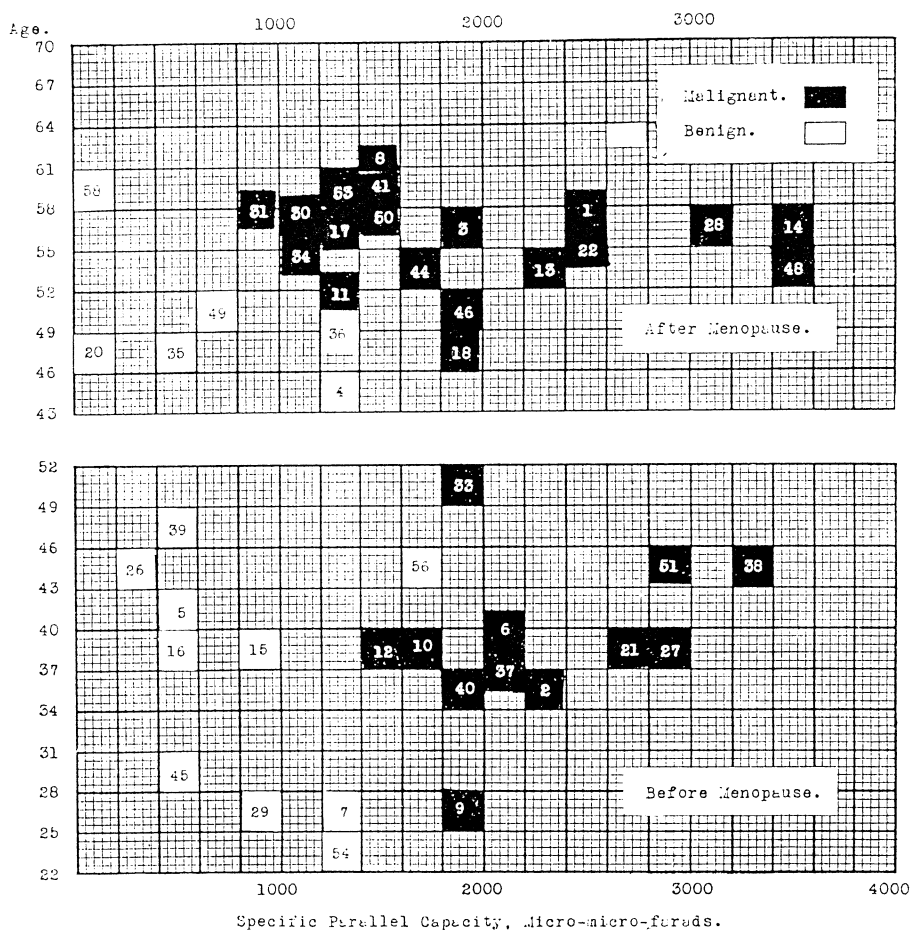 1000 2000 3000
Age.
70
67
Malignant.
64
Benign.
8
61
58 53 41
31 30 50 3 1 28 14
58
17
34 22
55
44 13 48
11
52
49 46
36 After Menopause.
49
20 35 18
46
4
43
52
33
49
39
46
26 56 51 38
43
5
40 6
16 15 12 10 21 27
37
37
40 2
34
31
45
28
29 7 9 Before Menopause.
25
54
22
1000 2000 3000 4000
Specific Parallel Capacity, Micro-micro-farads.